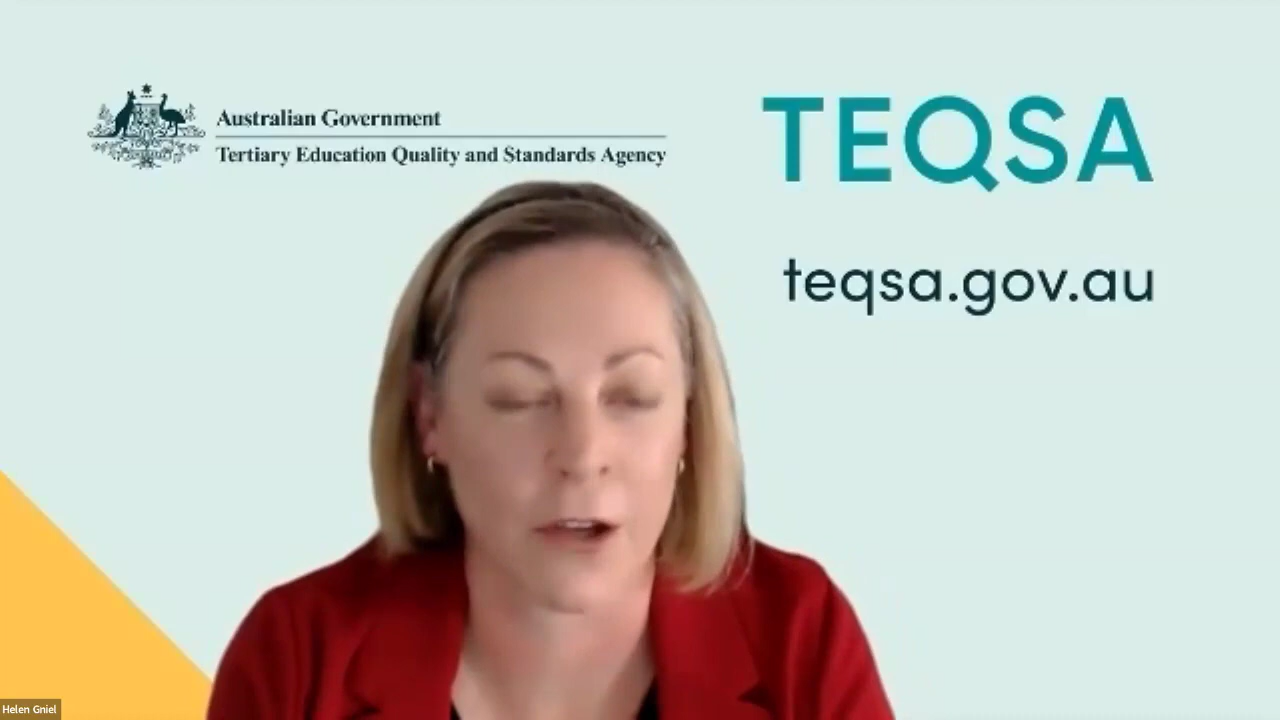 Australian Government
Tertiary Education Quality and Standards Agency
TEQSA
teqsa.gov.au
Helen Gniel